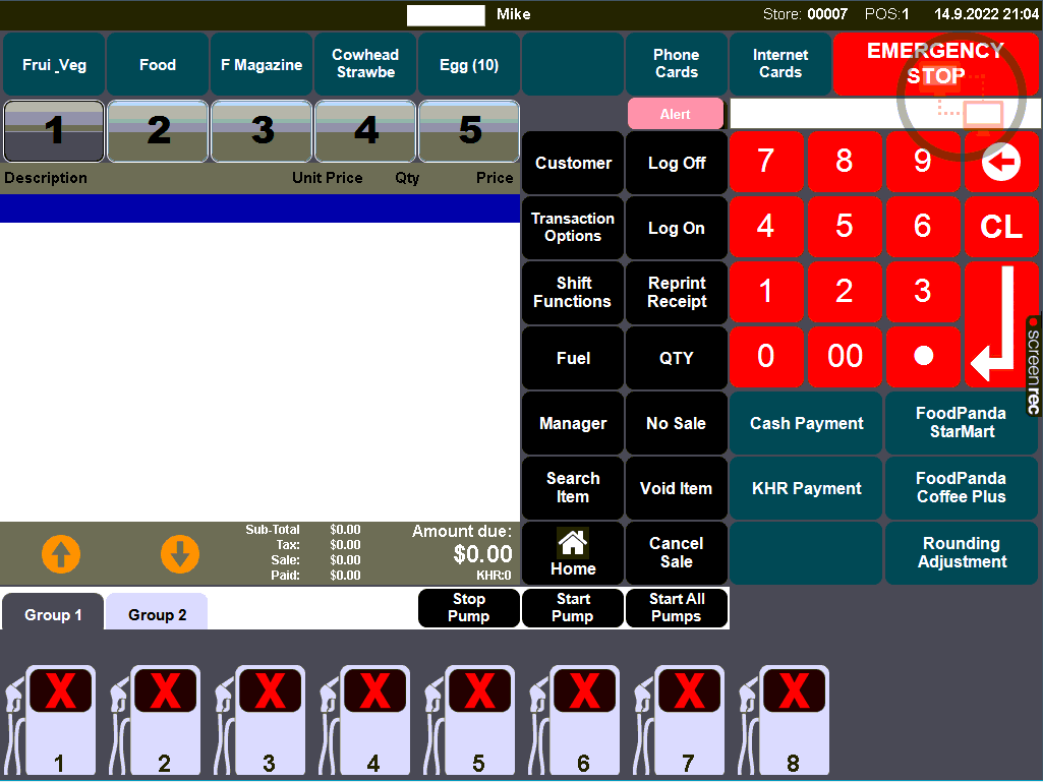 Mike
Store: 00007 POS:1 14.9.2022 21:04
Frui_Veg
Food
F Magazine
Cowhead
Strawbe
Egg (10)
Phone
Cards
Internet
Cards
EMERGENCY
STOP
1
2
3
4
5
Alert
Description Unit Price Qty Price
Customer
Log Off
7
8
9
Transaction
Options
Log On
4
5
6
CL
Shift
Functions
Reprint
Receipt
1
2
3
Fuel
QTY
0
00
screenrec
Manager
No Sale
Cash Payment
FoodPanda
StarMart
Search
Item
Void Item
KHR Payment
FoodPanda
Coffee Plus
Sub-Total $0.00
Tax: $0.00
Sale: $0.00
Paid: $0.00
Amount due:
$0.00
KHR:0
Home
Cancel
Sale
Rounding
Adjustment
Group 1
Group 2
Stop
Pump
Start
Pump
Start All
Pumps
X X X X X X X X
1 2 3 4 5 6 7 8